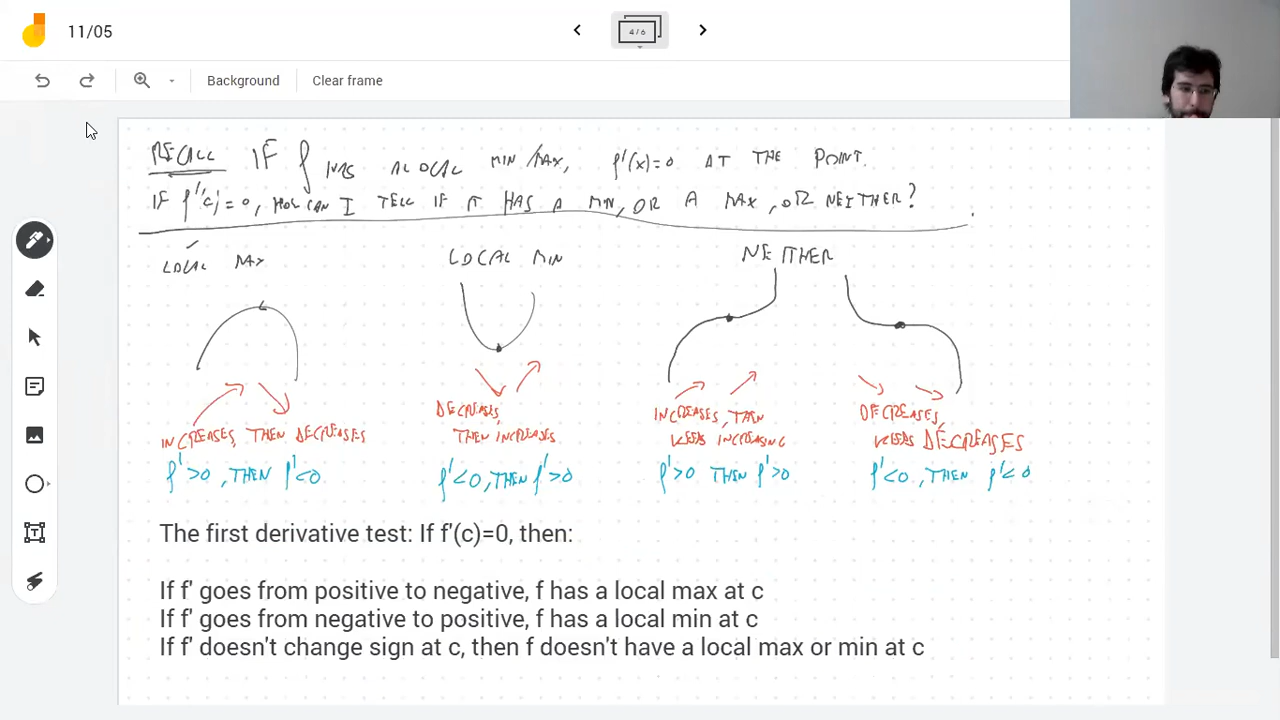 11/05
4 / 6
Background
Clear frame
RECALL IF f HAS A LOCAL MIN/MAX, f'(x)=0 AT THE POINT.
IF f'(c)=0, HOW CAN I TELL IF IT HAS A MIN, OR A MAX, OR NEITHER?
LOCAL MAX LOCAL MIN NEITHER
INCREASES, THEN DECREASES
DECREASES,
THEN INCREASES
INCREASES, THEN
KEEPS INCREASING
DECREASES,
KEEPS DECREASES
f'>0, THEN f'<0
f'<0, THEN f'>0
f'>0 THEN f'>0
f'<0, THEN f'<0
The first derivative test: If f'(c)=0, then:
If f' goes from positive to negative, f has a local max at c
If f' goes from negative to positive, f has a local min at c
If f' doesn't change sign at c, then f doesn't have a local max or min at c